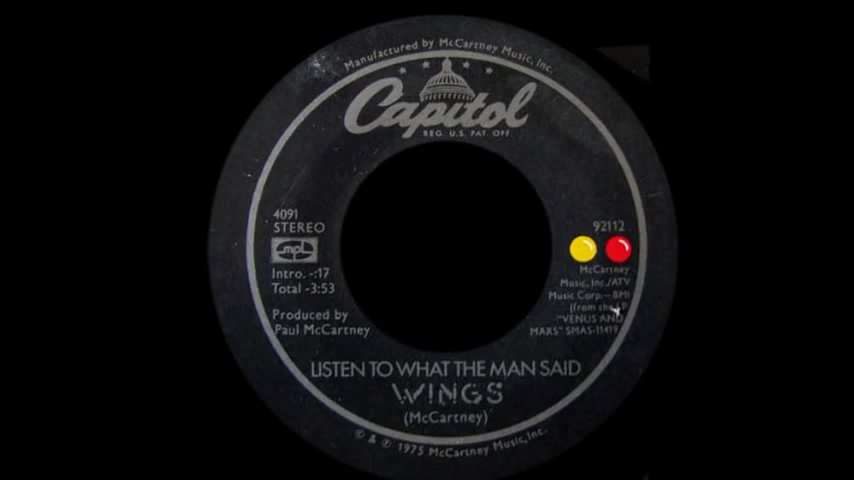 Manufactured by McCartney Music, Inc.
Capitol
REG. U.S. PAT. OFF.
4091
STEREO
mpl
Intro. -:17
Total -3:53
Produced by
Paul McCartney
92112
McCartney
Music, Inc./ATV
Music Corp.—BMI
(from the LP
"VENUS AND
MARS" SMAS-11419
LISTEN TO WHAT THE MAN SAID
WINGS
(McCartney)
© & ℗ 1975 McCartney Music, Inc.